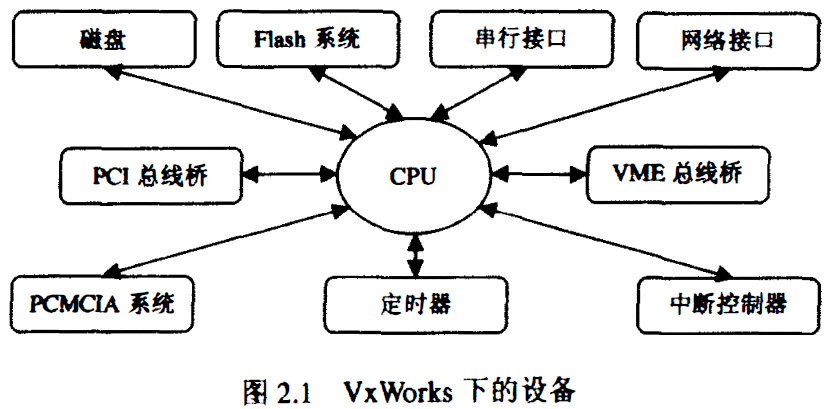 磁盘
Flash 系统
串行接口
网络接口
PCI 总线桥
CPU
VME 总线桥
PCMCIA 系统
定时器
中断控制器
图 2.1 VxWorks 下的设备